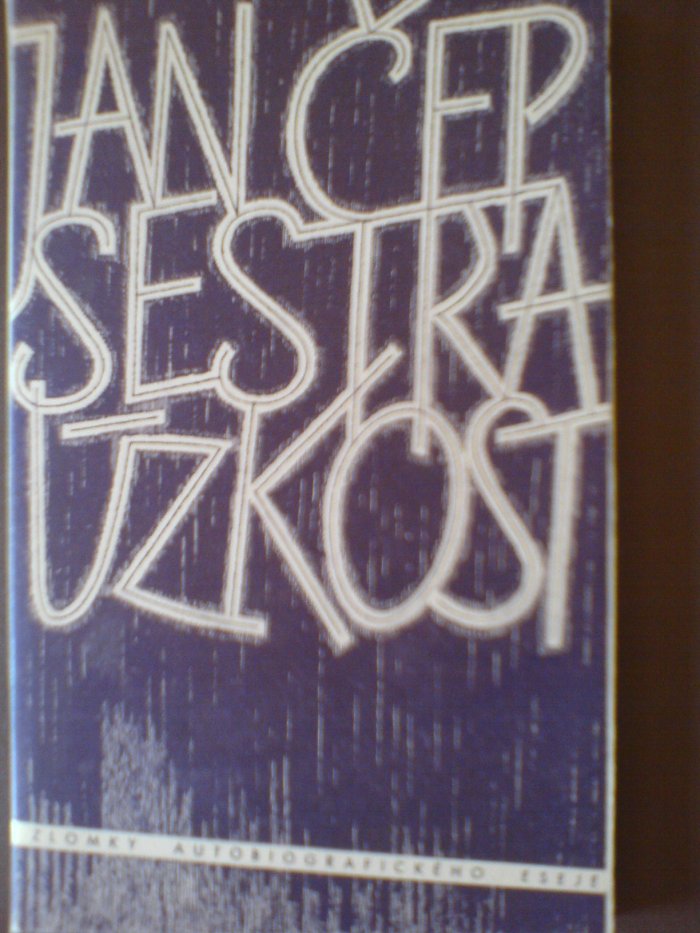 JAN ČEP
SESTRA
ÚZKOST
ZLOMKY AUTOBIOGRAFICKÉHO ESEJE